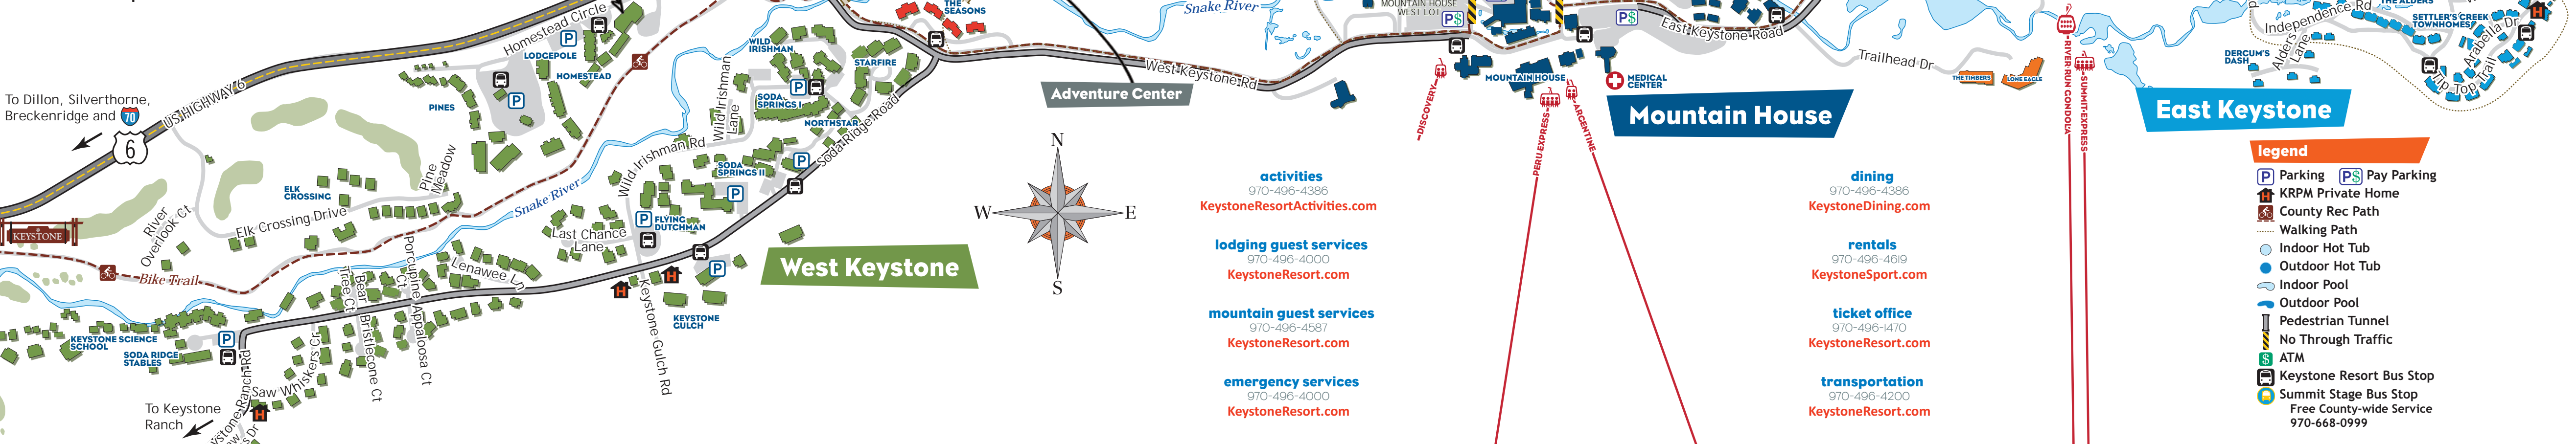 Homestead Circle
P
LODGEPOLE
HOMESTEAD
PINES
P
To Dillon, Silverthorne,
Breckenridge and 70
6
US HIGHWAY 6
Pine
Meadow
ELK
CROSSING
Elk Crossing Drive
River
Overlook Ct
KEYSTONE
Bike Trail
Snake River
Porcupine Ct
Lenawee Ln
Tree Ct
Bear
Bristlecone Ct
Appaloosa Ct
KEYSTONE SCIENCE
SCHOOL
SODA RIDGE
STABLES
P
Saw Whiskers Ct
H
To Keystone
Ranch
THE
SEASONS
WILD
IRISHMAN
STARFIRE
Wild Irishman
Lane
P
SODA
SPRINGS I
NORTHSTAR
Soda Ridge Road
Wild Irishman Rd
SODA
SPRINGS II
P
P
P
FLYING
DUTCHMAN
Last Chance
Lane
P
H
H
KEYSTONE
GULCH
Keystone Gulch Rd
West Keystone
Snake River
West Keystone Rd
Adventure Center
N
W
E
S
MOUNTAIN HOUSE
WEST LOT
P$
P$
East Keystone Road
MOUNTAIN HOUSE
MEDICAL
CENTER
DISCOVERY
PERU EXPRESS
ARGENTINE
Mountain House
activities
970-496-4386
KeystoneResortActivities.com
lodging guest services
970-496-4000
KeystoneResort.com
mountain guest services
970-496-4587
KeystoneResort.com
emergency services
970-496-4000
KeystoneResort.com
dining
970-496-4386
KeystoneDining.com
rentals
970-496-4619
KeystoneSport.com
ticket office
970-496-1470
KeystoneResort.com
transportation
970-496-4200
KeystoneResort.com
Trailhead Dr
THE TIMBERS
LONE EAGLE
RIVER RUN GONDOLA
SUMMIT EXPRESS
THE ALDERS
Independence Rd
SETTLER'S CREEK
TOWNHOMES
H
Arabella Dr
DERCUM'S
DASH
Alders
Lane
Tip Top Trail
East Keystone
legend
P Parking P$ Pay Parking
H KRPM Private Home
County Rec Path
Walking Path
Indoor Hot Tub
Outdoor Hot Tub
Indoor Pool
Outdoor Pool
Pedestrian Tunnel
No Through Traffic
$ ATM
Keystone Resort Bus Stop
Summit Stage Bus Stop
Free County-wide Service
970-668-0999